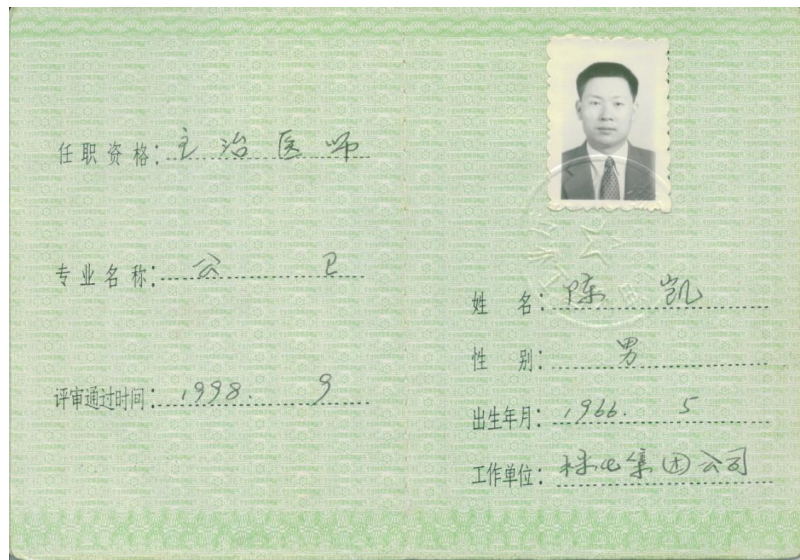 任职资格：主治医师
专业名称：公卫
评审通过时间：1998. 9
姓 名：陈凯
性 别：男
出生年月：1966. 5
工作单位：株化集团公司